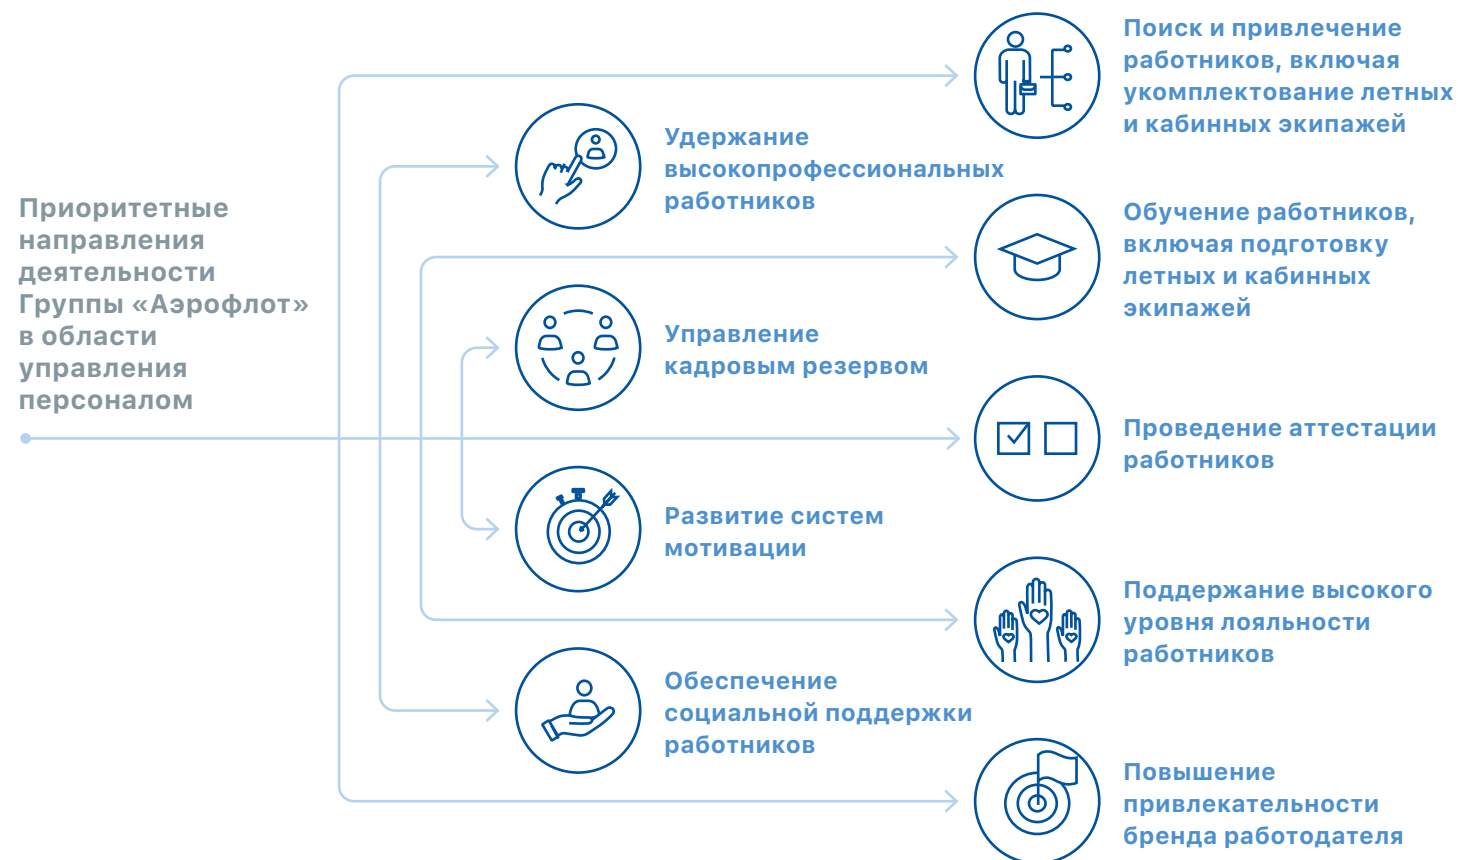 Приоритетные
направления
деятельности
Группы «Аэрофлот»
в области
управления
персоналом
Поиск и привлечение
работников, включая
укомплектование летных
и кабинных экипажей
Удержание
высокопрофессиональных
работников
Обучение работников,
включая подготовку
летных и кабинных
экипажей
Управление
кадровым резервом
Проведение аттестации
работников
Развитие систем
мотивации
Поддержание высокого
уровня лояльности
работников
Обеспечение
социальной поддержки
работников
Повышение
привлекательности
бренда работодателя